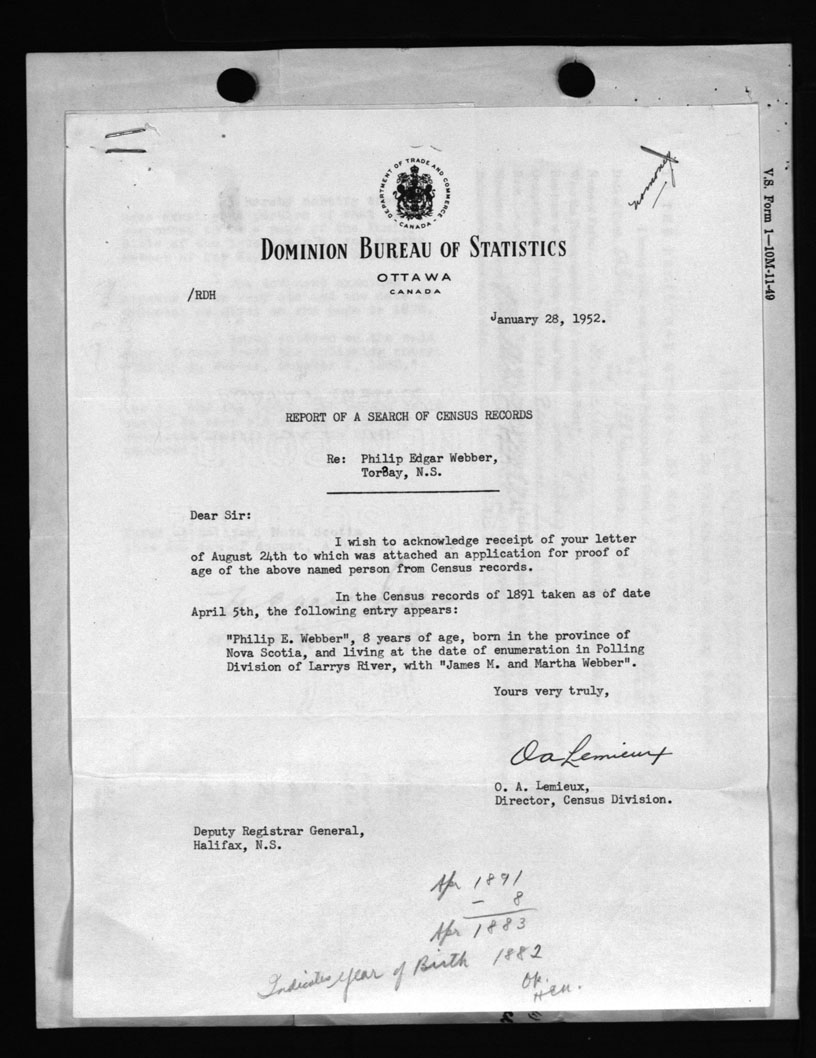 V.S. Form 1—10M-11-49
DEPARTMENT OF TRADE AND COMMERCE
- CANADA -
DOMINION BUREAU OF STATISTICS
OTTAWA
CANADA
/RDH
January 28, 1952.
REPORT OF A SEARCH OF CENSUS RECORDS
Re: Philip Edgar Webber,
TorBay, N.S.
Dear Sir:
I wish to acknowledge receipt of your letter
of August 24th to which was attached an application for proof of
age of the above named person from Census records.
In the Census records of 1891 taken as of date
April 5th, the following entry appears:
"Philip E. Webber", 8 years of age, born in the province of
Nova Scotia, and living at the date of enumeration in Polling
Division of Larrys River, with "James M. and Martha Webber".
Yours very truly,
O a Lemieux
O. A. Lemieux,
Director, Census Division.
Deputy Registrar General,
Halifax, N.S.
Apr 1891
- 8
Apr 1883
Indicates year of Birth 1882
OK.